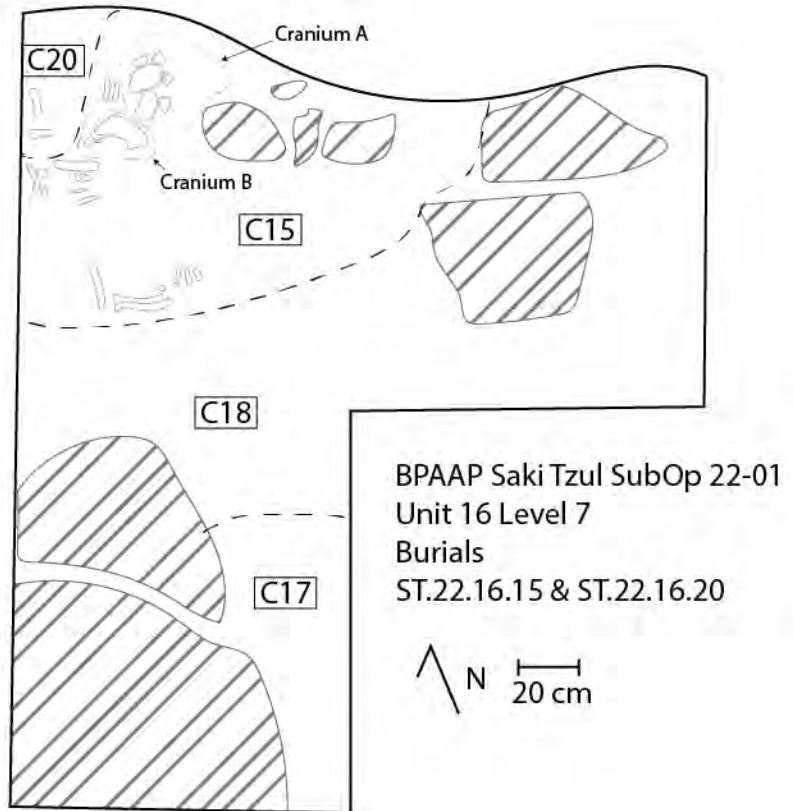 Cranium A
C20
Cranium B
C15
C18
C17
BPAAP Saki Tzul SubOp 22-01
Unit 16 Level 7
Burials
ST.22.16.15 & ST.22.16.20
N
20 cm